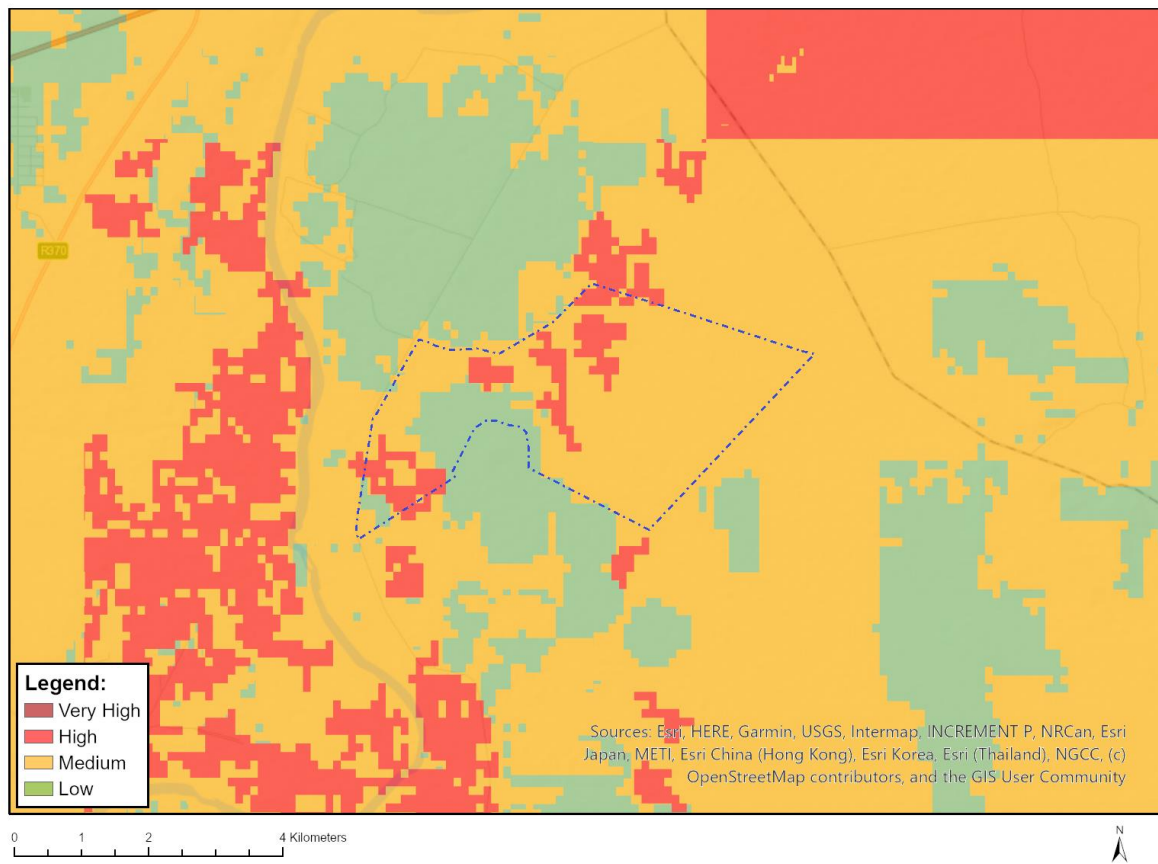 R370
Legend:
Very High
High
Medium
Low
Sources: Esri, HERE, Garmin, USGS, Intermap, INCREMENT P, NRCan, Esri
Japan, METI, Esri China (Hong Kong), Esri Korea, Esri (Thailand), NGCC, (c)
OpenStreetMap contributors, and the GIS User Community
0 1 2 4 Kilometers
N